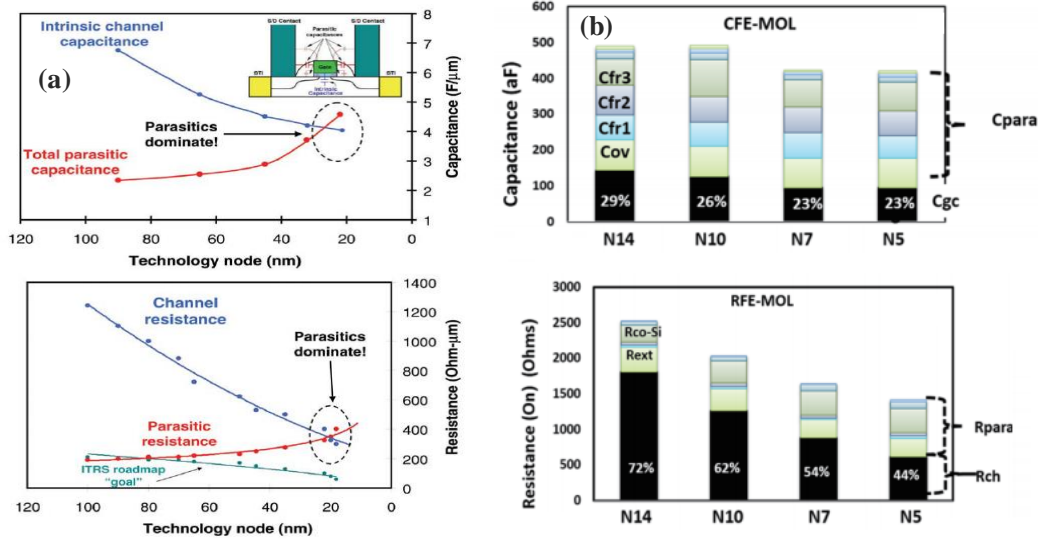 (a)
Intrinsic channel
capacitance
S/D Contact
S/D Contact
Parasitic
capacitances
Gate
STI
STI
Intrinsic
Capacitance
Parasitics
dominate!
Total parasitic
capacitance
8
7
6
5
4
3
2
1
Capacitance (F/µm)
120
100
80
60
40
20
0
Technology node (nm)
(b)
CFE-MOL
Capacitance (aF)
500
400
300
200
100
0
Cfr3
Cfr2
Cfr1
Cov
29%
26%
23%
23%
Cpara
Cgc
N14
N10
N7
N5
Channel
resistance
Parasitics
dominate!
Parasitic
resistance
ITRS roadmap
"goal"
1400
1200
1000
800
600
400
200
0
Resistance (Ohm-µm)
120
100
80
60
40
20
0
Technology node (nm)
RFE-MOL
Resistance (On) (Ohms)
3000
2500
2000
1500
1000
500
0
Rco-Si
Rext
72%
62%
54%
44%
Rpara
Rch
N14
N10
N7
N5